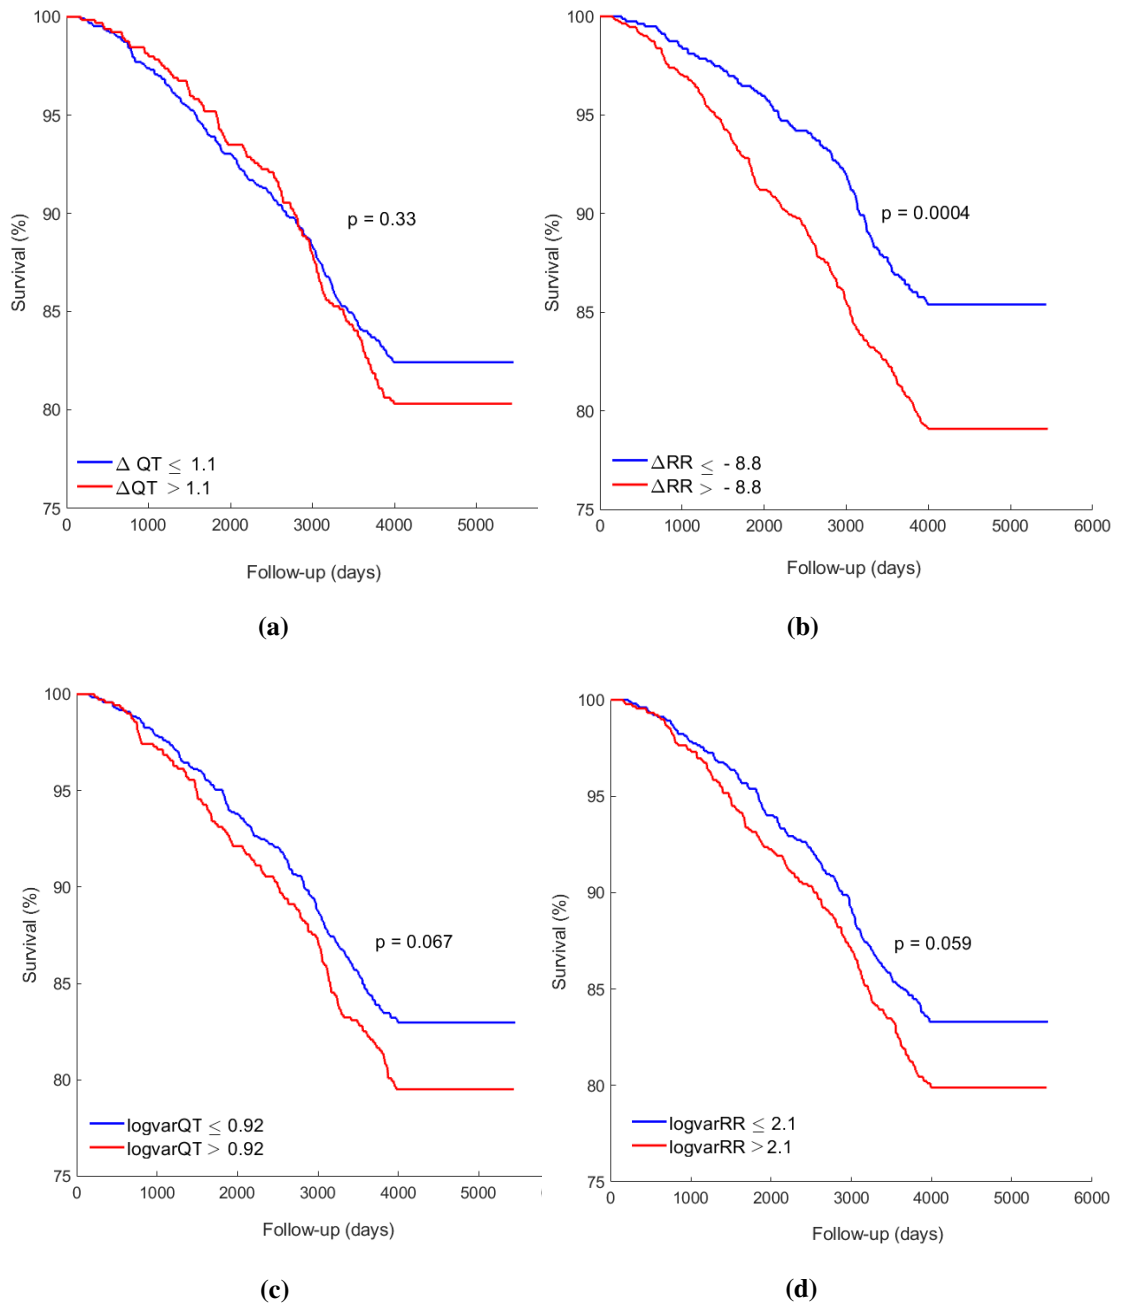 100
95
90
85
80
75
Survival (%)
p = 0.33
Δ QT ≤ 1.1
ΔQT > 1.1
0 1000 2000 3000 4000 5000
Follow-up (days)
(a)
100
95
90
85
80
75
Survival (%)
p = 0.0004
ΔRR ≤ - 8.8
ΔRR > - 8.8
0 1000 2000 3000 4000 5000 6000
Follow-up (days)
(b)
100
95
90
85
80
75
Survival (%)
p = 0.067
logvarQT ≤ 0.92
logvarQT > 0.92
0 1000 2000 3000 4000 5000
Follow-up (days)
(c)
100
95
90
85
80
75
Survival (%)
p = 0.059
logvarRR ≤ 2.1
logvarRR > 2.1
0 1000 2000 3000 4000 5000 6000
Follow-up (days)
(d)